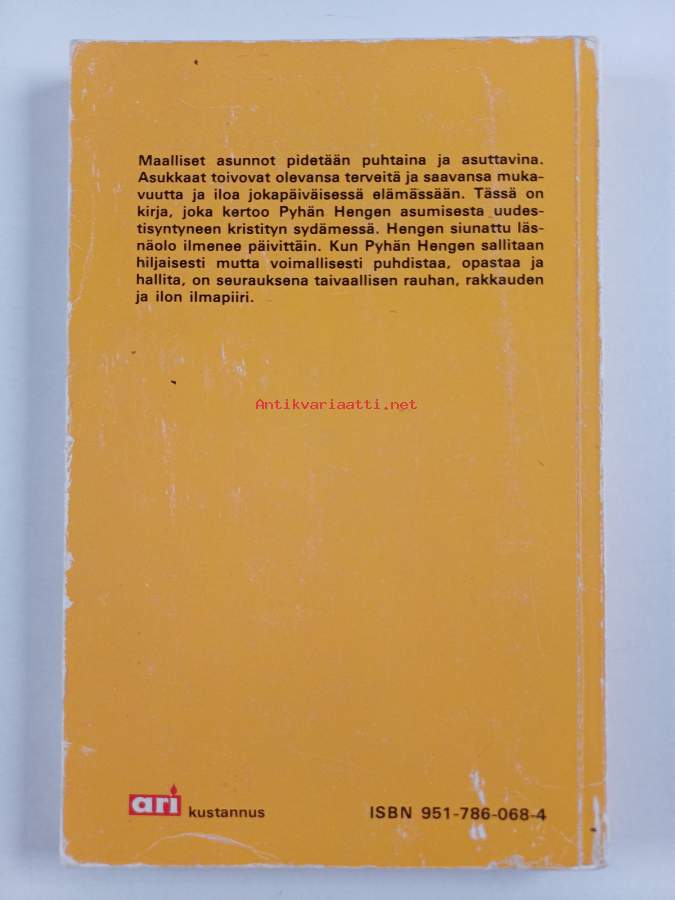 Maalliset asunnot pidetään puhtaina ja asuttavina.
Asukkaat toivovat olevansa terveitä ja saavansa muka-
vuutta ja iloa jokapäiväisessä elämässään. Tässä on
kirja, joka kertoo Pyhän Hengen asumisesta uudes-
tisyntyneen kristityn sydämessä. Hengen siunattu läs-
näolo ilmenee päivittäin. Kun Pyhän Hengen sallitaan
hiljaisesti mutta voimallisesti puhdistaa, opastaa ja
hallita, on seurauksena taivaallisen rauhan, rakkauden
ja ilon ilmapiiri.
Antikvariaatti.net
ari kustannus
ISBN 951-786-068-4